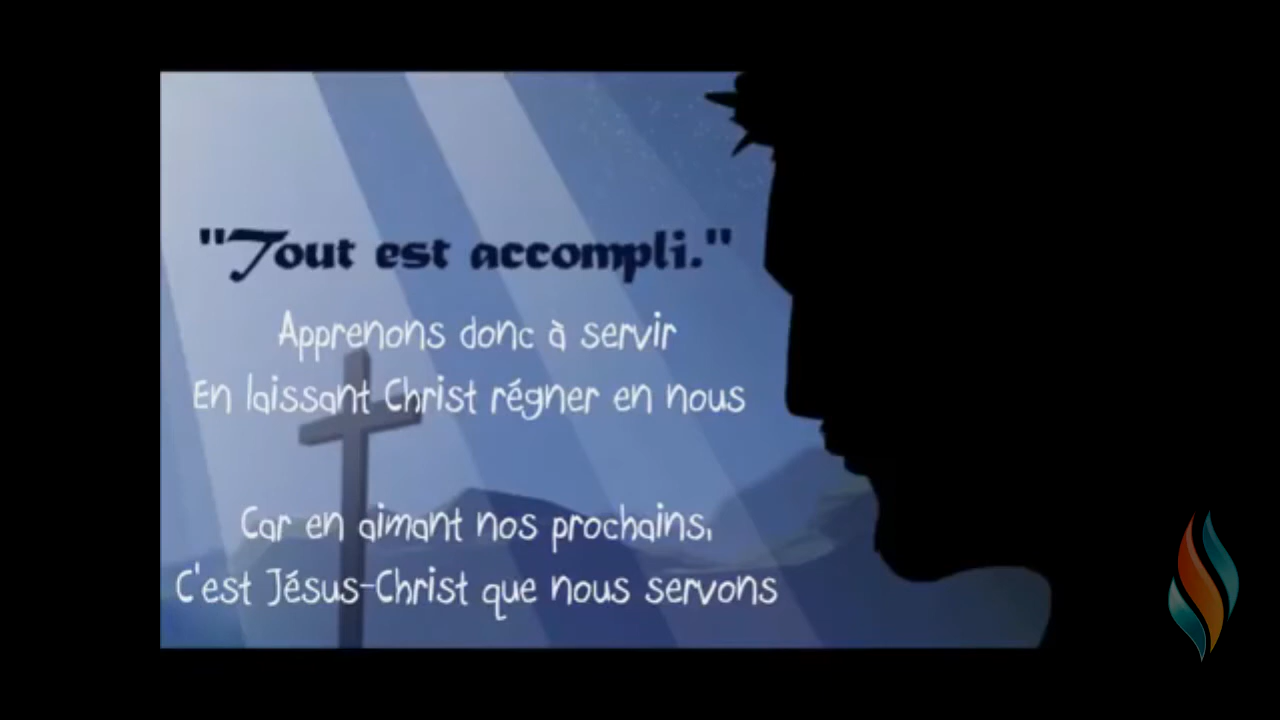 "Tout est accompli."
Apprenons donc à servir
En laissant Christ régner en nous
Car en aimant nos prochains,
C'est Jésus-Christ que nous servons